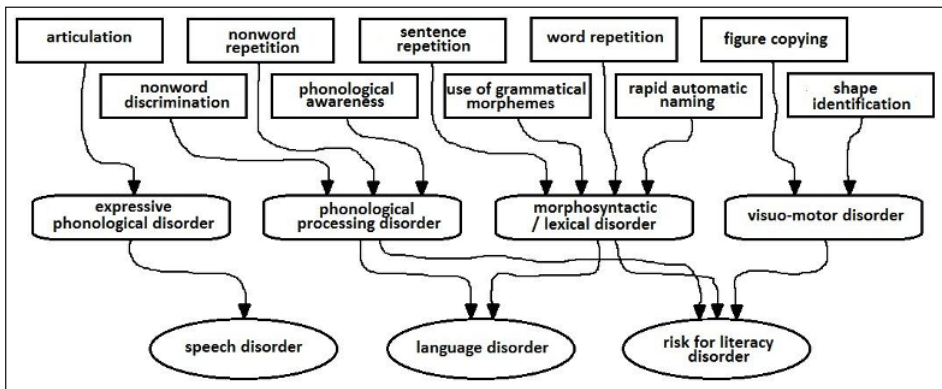 articulation
nonword
repetition
sentence
repetition
word repetition
figure copying
nonword
discrimination
phonological
awareness
use of grammatical
morphemes
rapid automatic
naming
shape
identification
expressive
phonological disorder
phonological
processing disorder
morphosyntactic
/ lexical disorder
visuo-motor disorder
speech disorder
language disorder
risk for literacy
disorder